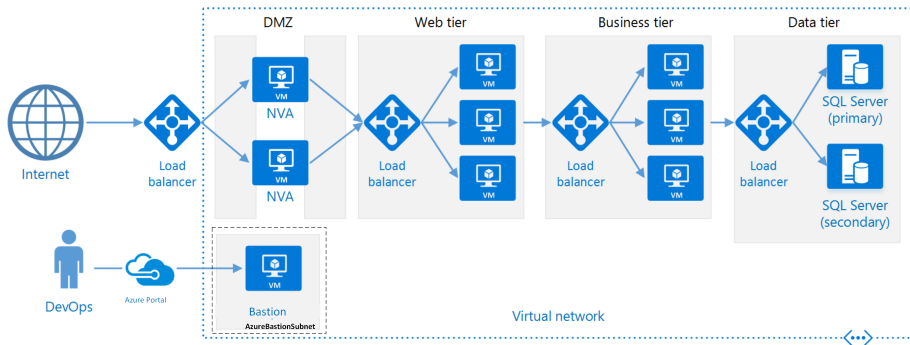 DMZ
Web tier
Business tier
Data tier
VM
NVA
VM
NVA
VM
VM
VM
VM
VM
VM
SQL Server
(primary)
SQL Server
(secondary)
Internet
Load
balancer
Load
balancer
Load
balancer
Load
balancer
DevOps
Azure Portal
VM
Bastion
AzureBastionSubnet
Virtual network